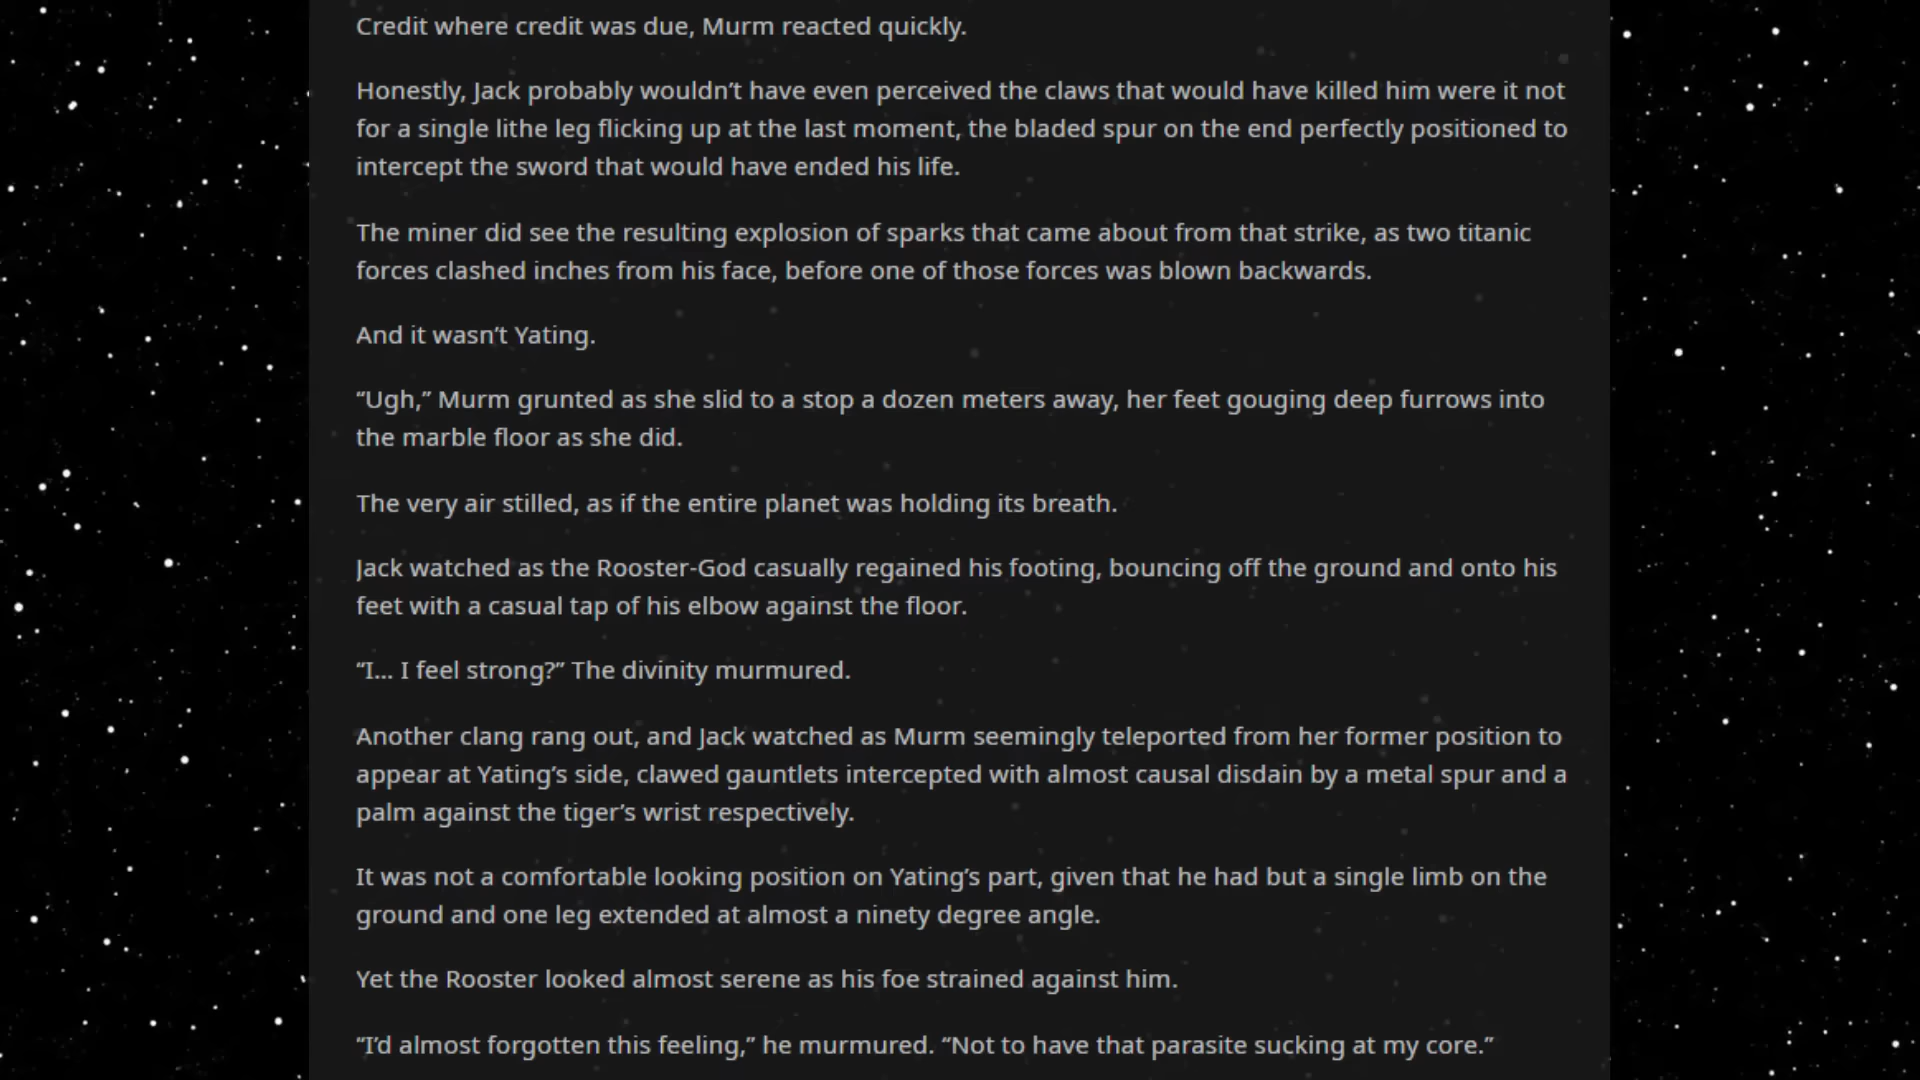 Credit where credit was due, Murm reacted quickly.
Honestly, Jack probably wouldn’t have even perceived the claws that would have killed him were it not
for a single lithe leg flicking up at the last moment, the bladed spur on the end perfectly positioned to
intercept the sword that would have ended his life.
The miner did see the resulting explosion of sparks that came about from that strike, as two titanic
forces clashed inches from his face, before one of those forces was blown backwards.
And it wasn’t Yating.
“Ugh,” Murm grunted as she slid to a stop a dozen meters away, her feet gouging deep furrows into
the marble floor as she did.
The very air stilled, as if the entire planet was holding its breath.
Jack watched as the Rooster-God casually regained his footing, bouncing off the ground and onto his
feet with a casual tap of his elbow against the floor.
“I… I feel strong?” The divinity murmured.
Another clang rang out, and Jack watched as Murm seemingly teleported from her former position to
appear at Yating’s side, clawed gauntlets intercepted with almost causal disdain by a metal spur and a
palm against the tiger’s wrist respectively.
It was not a comfortable looking position on Yating’s part, given that he had but a single limb on the
ground and one leg extended at almost a ninety degree angle.
Yet the Rooster looked almost serene as his foe strained against him.
“I’d almost forgotten this feeling,” he murmured. “Not to have that parasite sucking at my core.”